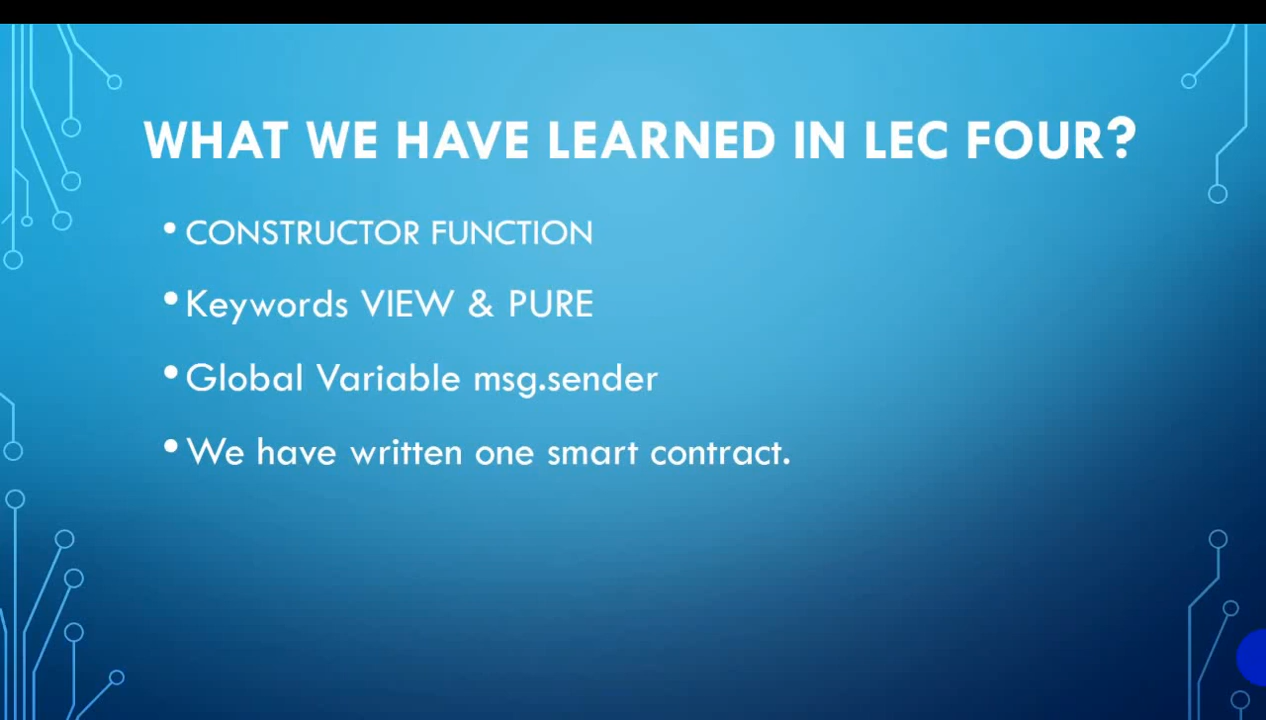 WHAT WE HAVE LEARNED IN LEC FOUR?
• CONSTRUCTOR FUNCTION
• Keywords VIEW & PURE
• Global Variable msg.sender
• We have written one smart contract.